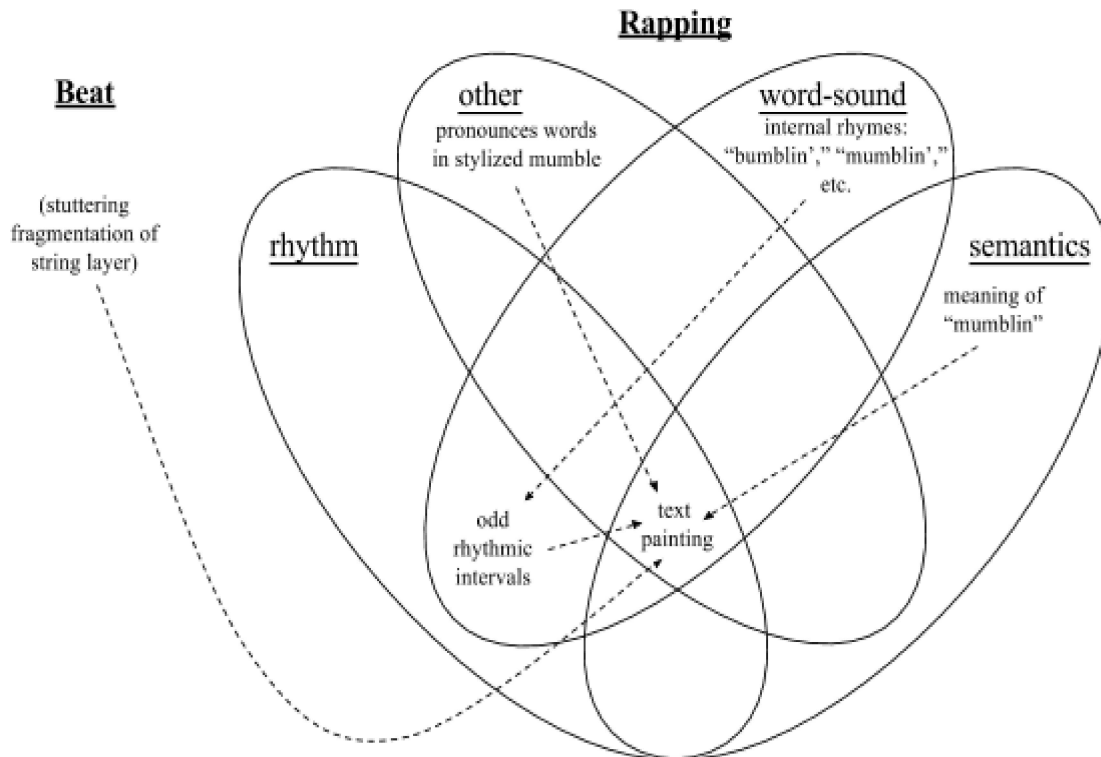 Rapping
Beat
other
pronounces words
in stylized mumble
word-sound
internal rhymes:
“bumblin’,” “mumblin’,”
etc.
(stuttering
fragmentation of
string layer)
rhythm
semantics
meaning of
“mumblin”
odd
rhythmic
intervals
text
painting